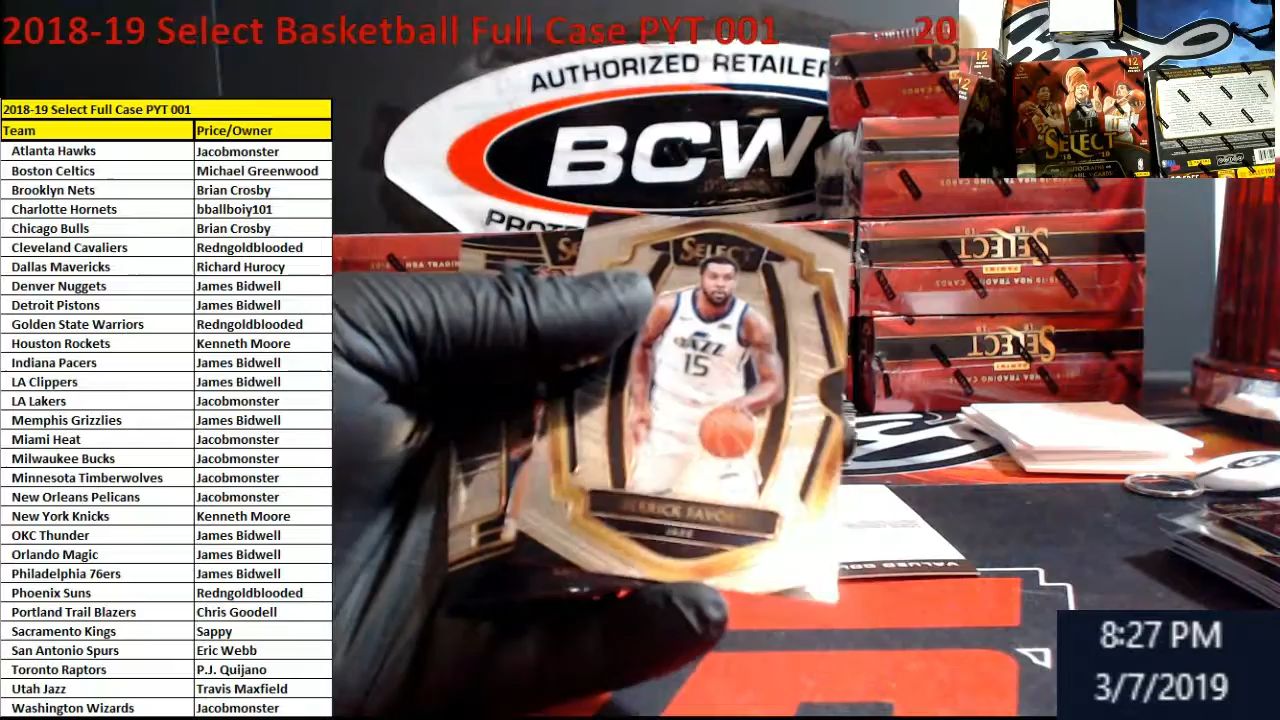 2018-19 Select Basketball Full Case PYT 001 20
2018-19 Select Full Case PYT 001
Team Price/Owner
Atlanta Hawks Jacobmonster
Boston Celtics Michael Greenwood
Brooklyn Nets Brian Crosby
Charlotte Hornets bballboiy101
Chicago Bulls Brian Crosby
Cleveland Cavaliers Redngoldblooded
Dallas Mavericks Richard Hurocy
Denver Nuggets James Bidwell
Detroit Pistons James Bidwell
Golden State Warriors Redngoldblooded
Houston Rockets Kenneth Moore
Indiana Pacers James Bidwell
LA Clippers James Bidwell
LA Lakers Jacobmonster
Memphis Grizzlies James Bidwell
Miami Heat Jacobmonster
Milwaukee Bucks Jacobmonster
Minnesota Timberwolves Jacobmonster
New Orleans Pelicans Jacobmonster
New York Knicks Kenneth Moore
OKC Thunder James Bidwell
Orlando Magic James Bidwell
Philadelphia 76ers James Bidwell
Phoenix Suns Redngoldblooded
Portland Trail Blazers Chris Goodell
Sacramento Kings Sappy
San Antonio Spurs Eric Webb
Toronto Raptors P.J. Quijano
Utah Jazz Travis Maxfield
Washington Wizards Jacobmonster
AUTHORIZED RETAILER
BCW
SELECT
JAZZ
15
DERRICK FAVORS
SELECT
SELECT
SELECT
12
8:27 PM
3/7/2019